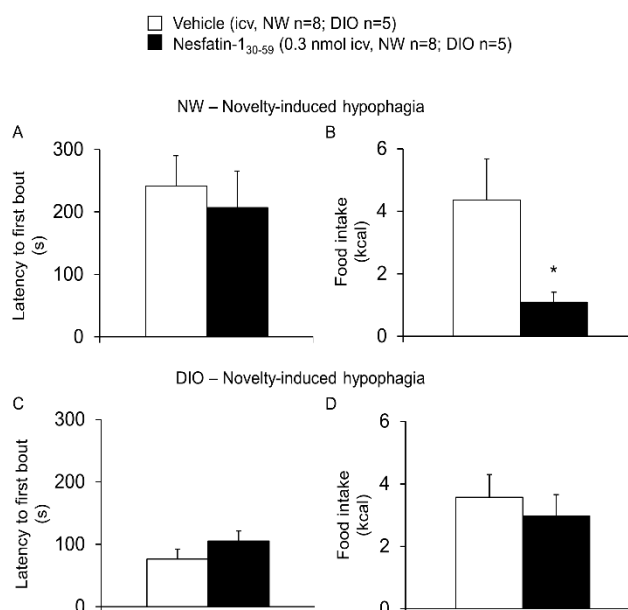 Vehicle (icv, NW n=8; DIO n=5)
Nesfatin-1₃₀₋₅₉ (0.3 nmol icv, NW n=8; DIO n=5)
NW – Novelty-induced hypophagia
A
Latency to first bout
(s)
300
200
100
0
B
Food intake
(kcal)
6
4
2
0
*
DIO – Novelty-induced hypophagia
C
Latency to first bout
(s)
300
200
100
0
D
Food intake
(kcal)
6
4
2
0